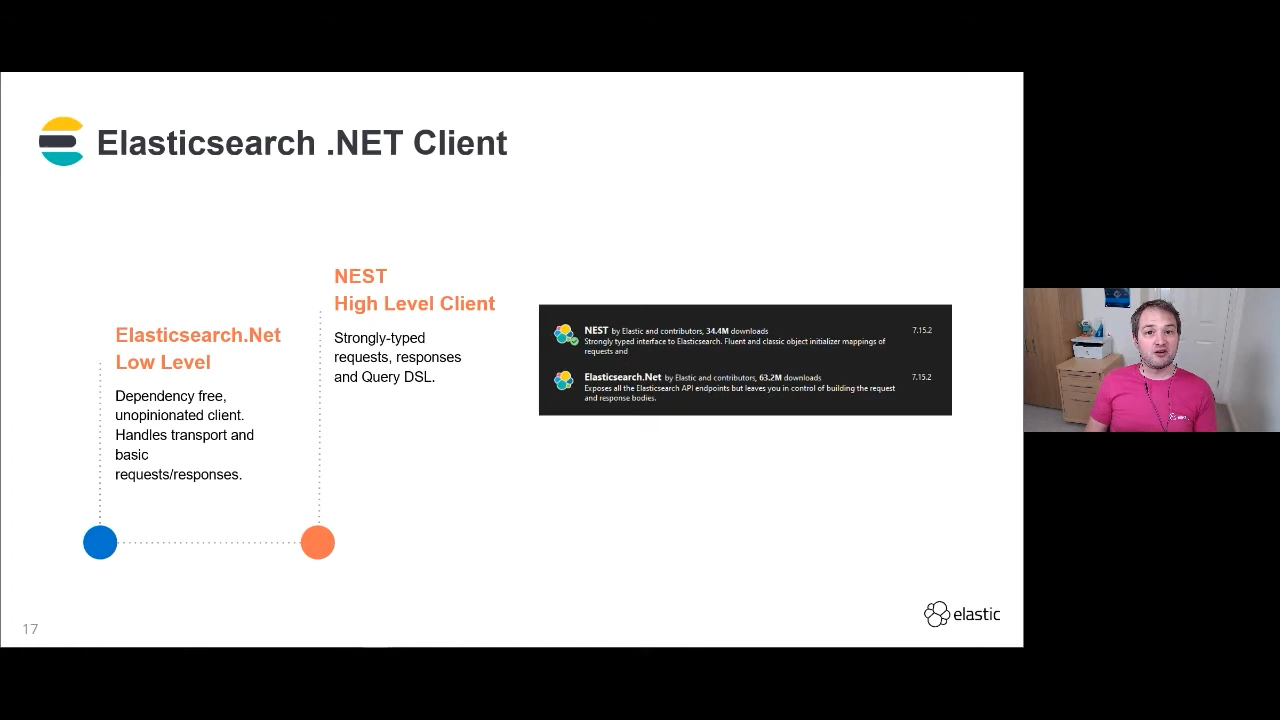 Elasticsearch .NET Client
NEST
High Level Client
Strongly-typed
requests, responses
and Query DSL.
Elasticsearch.Net
Low Level
Dependency free,
unopinionated client.
Handles transport and
basic
requests/responses.
NEST by Elastic and contributors, 34.4M downloads 7.15.2
Strongly typed interface to Elasticsearch. Fluent and classic object initializer mappings of
requests and
Elasticsearch.Net by Elastic and contributors, 63.2M downloads 7.15.2
Exposes all the Elasticsearch API endpoints but leaves you in control of building the request
and response bodies.
elastic
17